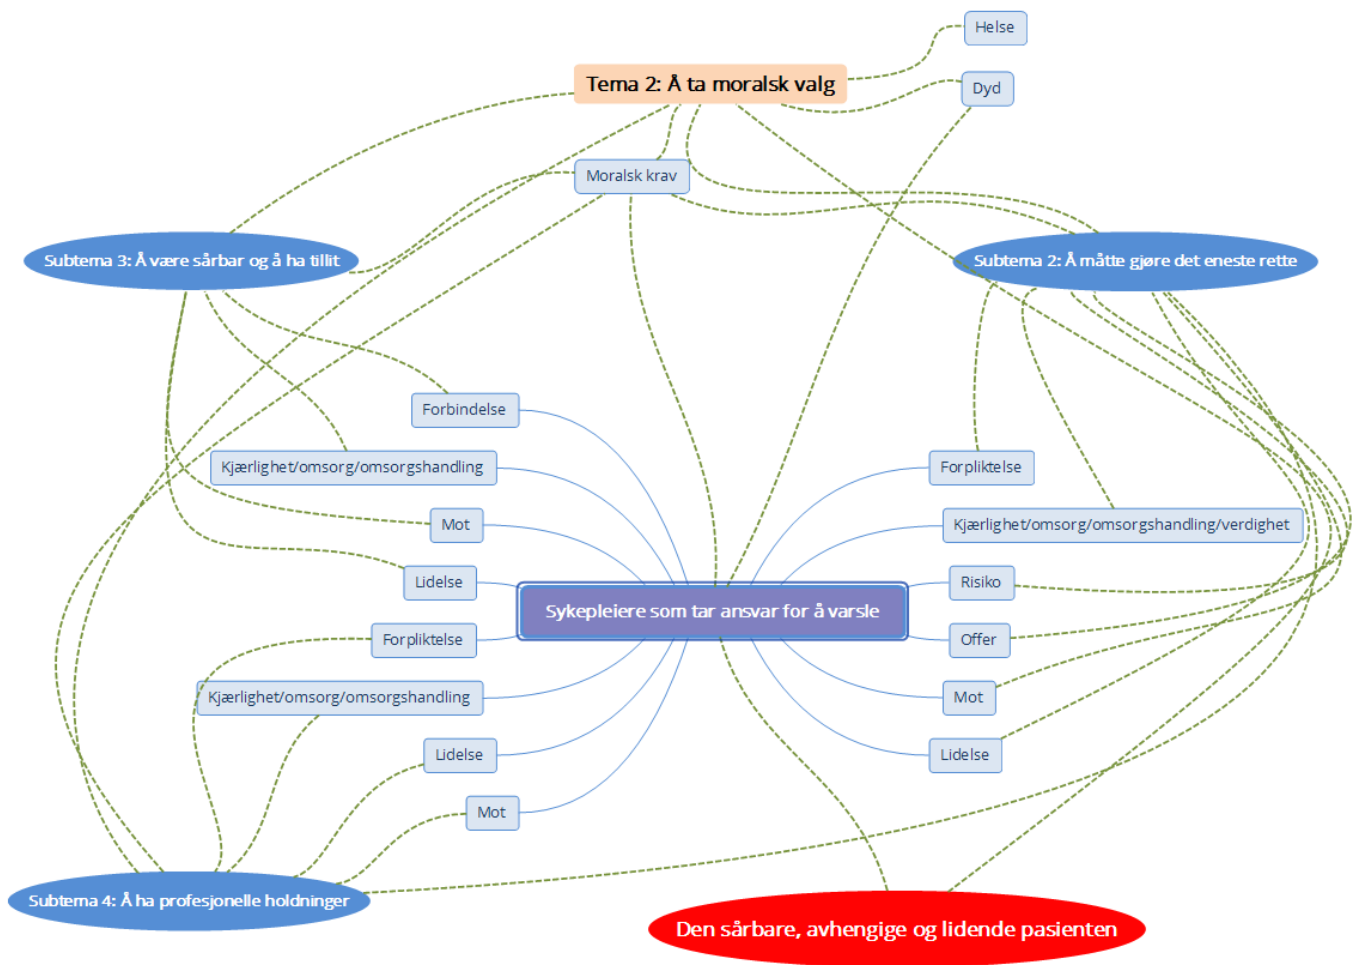 Helse
Tema 2: Å ta moralsk valg
Dyd
Moralsk krav
Subtema 3: Å være sårbar og å ha tillit
Subtema 2: Å måtte gjøre det eneste rette
Forbindelse
Kjærlighet/omsorg/omsorgshandling
Forpliktelse
Mot
Kjærlighet/omsorg/omsorgshandling/verdighet
Lidelse
Risiko
Sykepleiere som tar ansvar for å varsle
Forpliktelse
Offer
Kjærlighet/omsorg/omsorgshandling
Mot
Lidelse
Lidelse
Mot
Subtema 4: Å ha profesjonelle holdninger
Den sårbare, avhengige og lidende pasienten